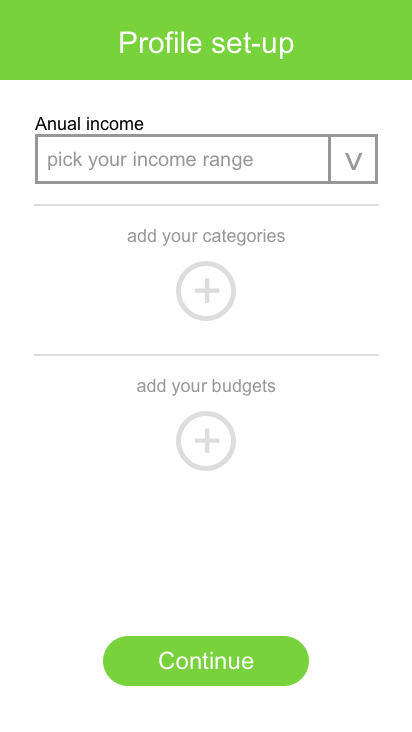 Profile set-up
Anual income
pick your income range
V
add your categories
+
add your budgets
+
Continue